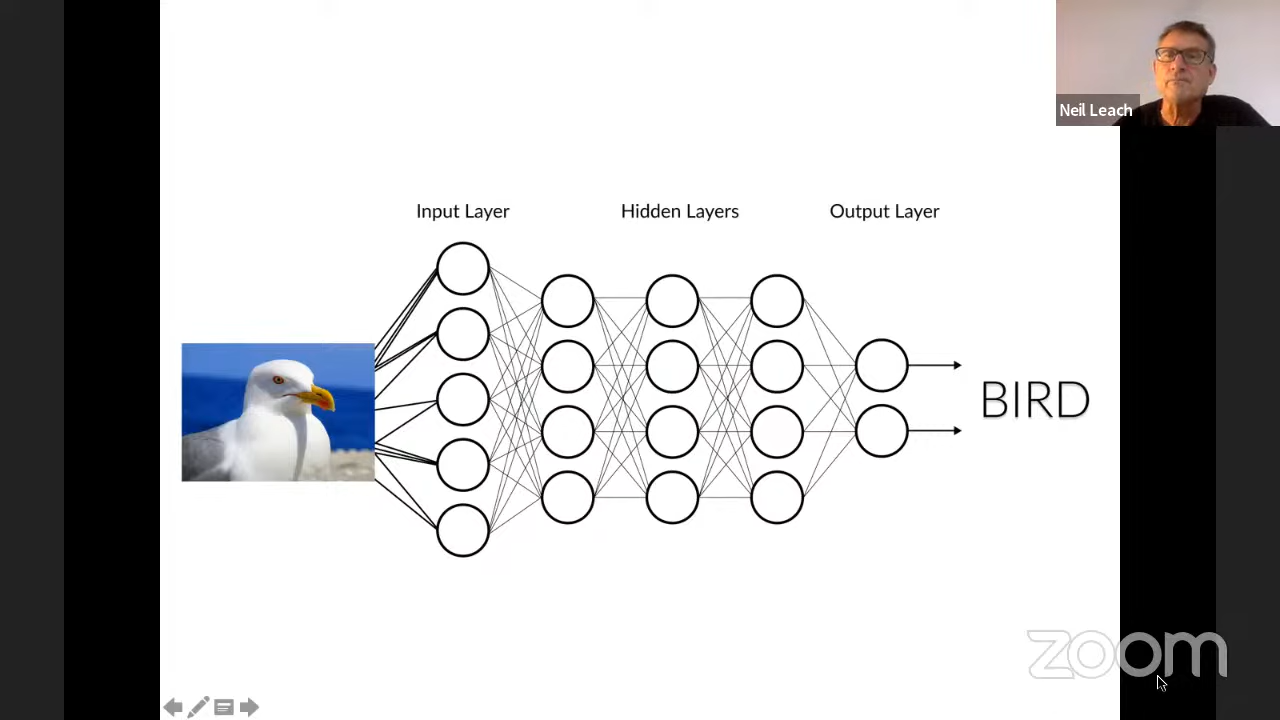 Neil Leach
Input Layer
Hidden Layers
Output Layer
BIRD
zoom